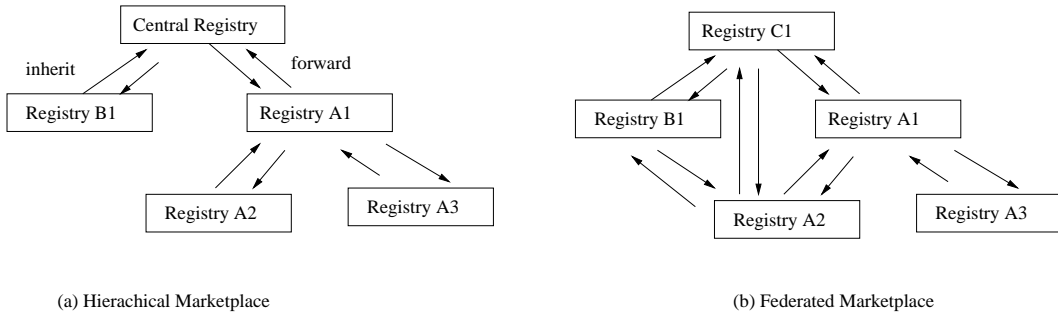 Central Registry
inherit
forward
Registry B1
Registry A1
Registry A2
Registry A3
(a) Hierachical Marketplace
Registry C1
Registry B1
Registry A1
Registry A2
Registry A3
(b) Federated Marketplace